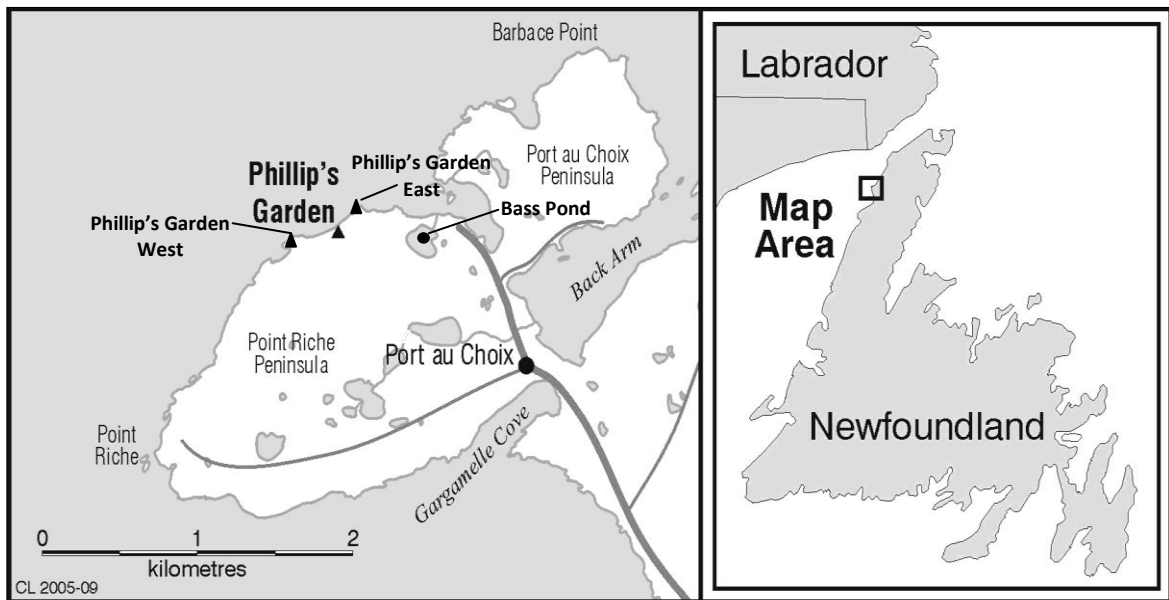 Barbace Point
Port au Choix
Peninsula
Phillip's Garden
East
Phillip's
Garden
Bass Pond
Phillip's Garden
West
Back Arm
Point Riche
Peninsula
Port au Choix
Point
Riche
Gargamelle Cove
0 1 2
kilometres
CL 2005-09
Labrador
Map
Area
Newfoundland